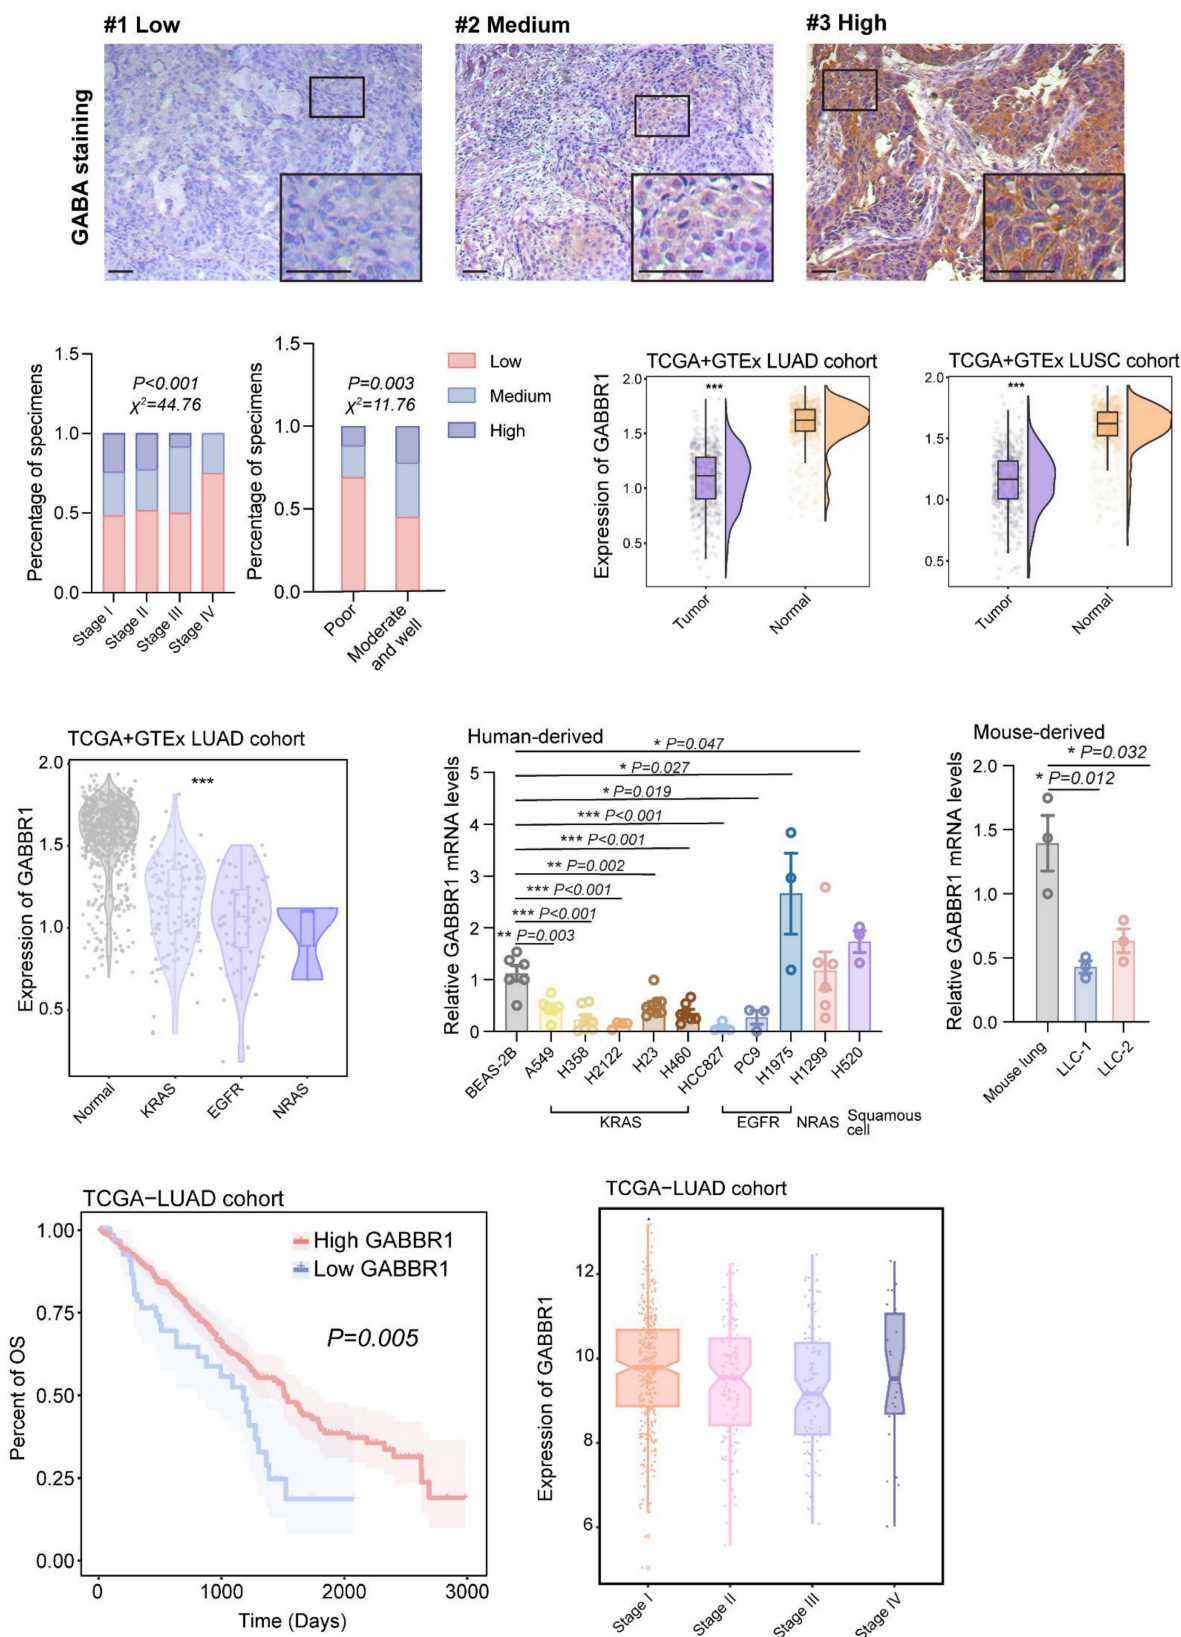 #1 Low
#2 Medium
#3 High
GABA staining
Percentage of specimens
1.5
1.0
0.5
0.0
P<0.001
χ²=44.76
Stage I
Stage II
Stage III
Stage IV
Percentage of specimens
1.5
1.0
0.5
0.0
P=0.003
χ²=11.76
Poor
Moderate
and well
Low
Medium
High
TCGA+GTEx LUAD cohort
Expression of GABBR1
2.0
1.5
1.0
0.5
***
Tumor
Normal
TCGA+GTEx LUSC cohort
2.0
1.5
1.0
0.5
***
Tumor
Normal
TCGA+GTEx LUAD cohort
Expression of GABBR1
2.0
1.5
1.0
0.5
***
Normal
KRAS
EGFR
NRAS
Human-derived
Relative GABBR1 mRNA levels
5
4
3
2
1
0
* P=0.047
* P=0.027
* P=0.019
*** P<0.001
*** P<0.001
** P=0.002
*** P<0.001
*** P<0.001
** P=0.003
BEAS-2B
A549
H358
H2122
H23
H460
HCC827
PC9
H1975
H1299
H520
KRAS
EGFR
NRAS
Squamous
cell
Mouse-derived
Relative GABBR1 mRNA levels
2.0
1.5
1.0
0.5
0.0
* P=0.032
* P=0.012
Mouse lung
LLC-1
LLC-2
TCGA−LUAD cohort
Percent of OS
1.00
0.75
0.50
0.25
0.00
High GABBR1
Low GABBR1
P=0.005
0
1000
2000
3000
Time (Days)
TCGA−LUAD cohort
Expression of GABBR1
12
10
8
6
Stage I
Stage II
Stage III
Stage IV